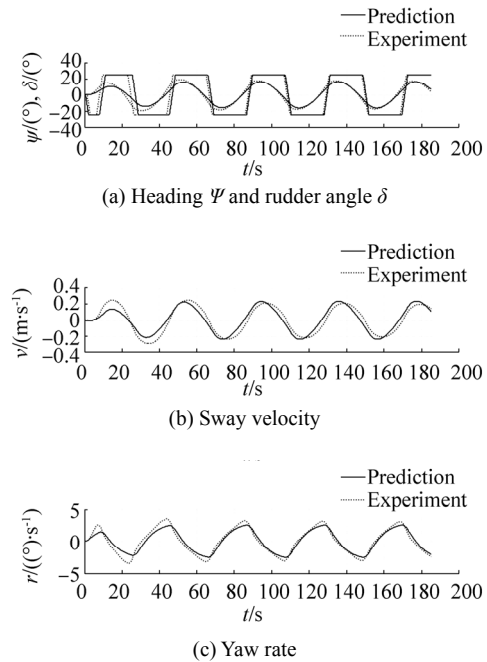 Prediction
Experiment
ψ/(°), δ/(°)
40
20
0
−20
−40
0 20 40 60 80 100 120 140 160 180 200
t/s
(a) Heading Ψ and rudder angle δ
Prediction
Experiment
v/(m·s⁻¹)
0.4
0.2
0
−0.2
−0.4
0 20 40 60 80 100 120 140 160 180 200
t/s
(b) Sway velocity
Prediction
Experiment
r/((°)·s⁻¹)
5
0
−5
0 20 40 60 80 100 120 140 160 180 200
t/s
(c) Yaw rate